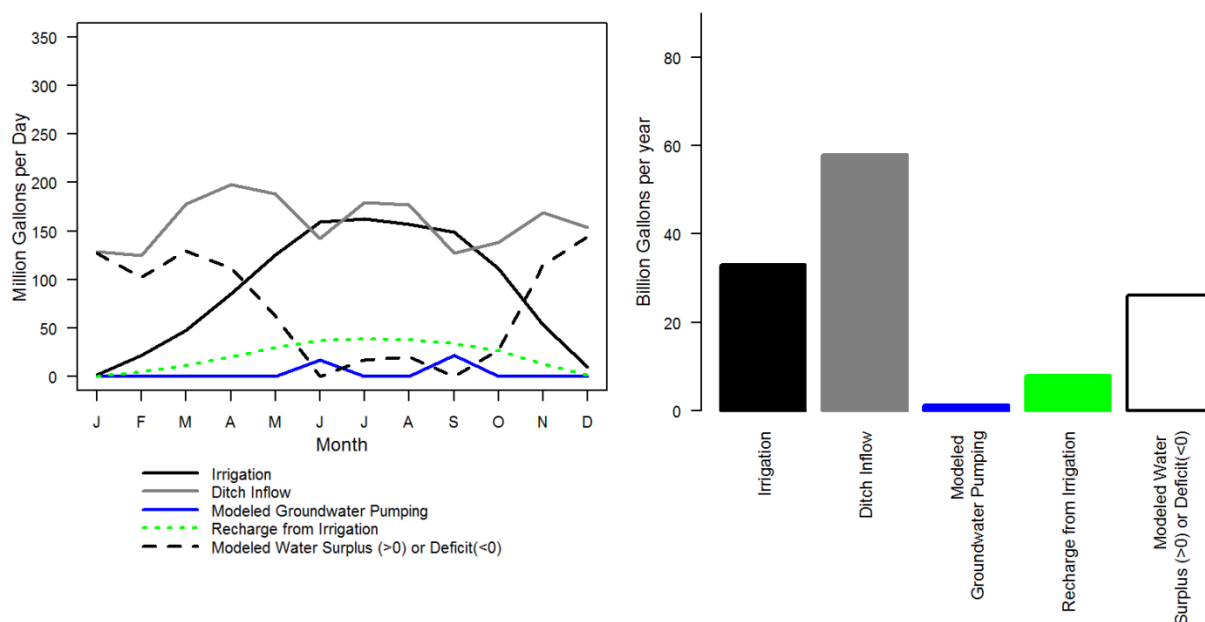 350
300
250
200
150
100
50
0
Million Gallons per Day
J F M A M J J A S O N D
Month
Irrigation
Ditch Inflow
Modeled Groundwater Pumping
Recharge from Irrigation
Modeled Water Surplus (>0) or Deficit(<0)
80
60
40
20
0
Billion Gallons per year
Irrigation
Ditch Inflow
Modeled
Groundwater Pumping
Recharge from Irrigation
Modeled Water
Surplus (>0) or Deficit(<0)